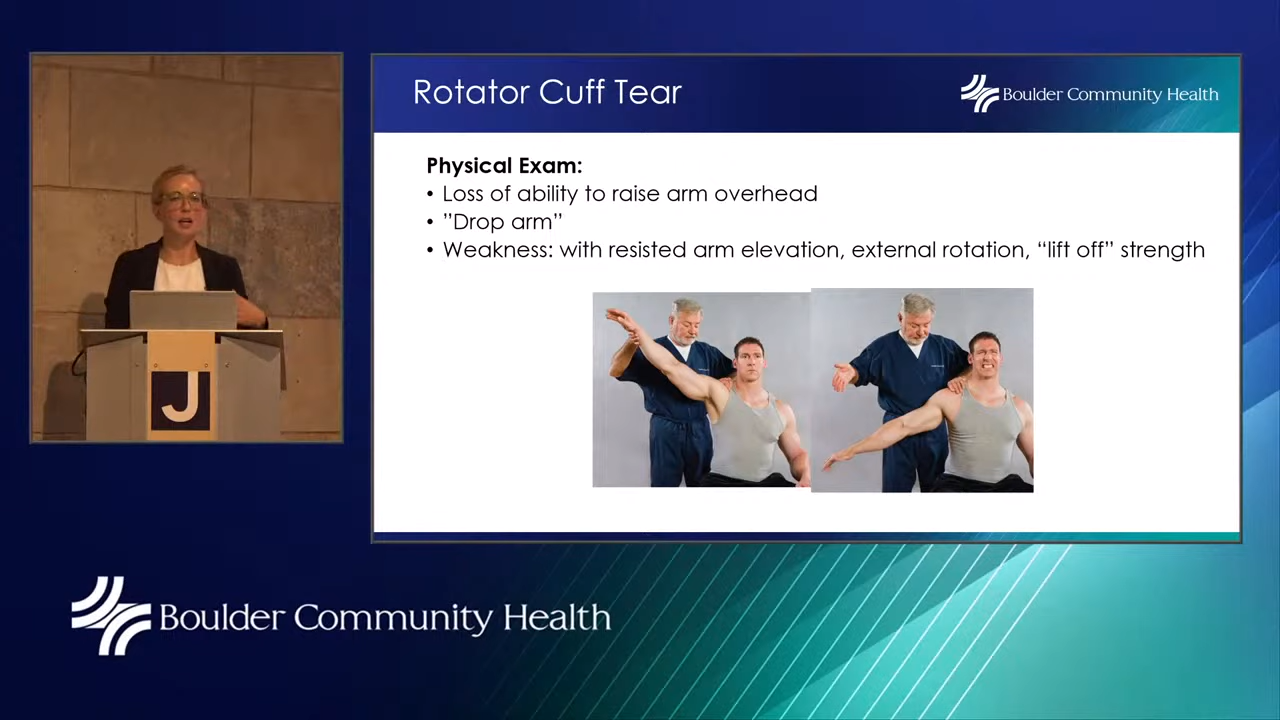 Rotator Cuff Tear
Boulder Community Health
Physical Exam:
• Loss of ability to raise arm overhead
• ”Drop arm”
• Weakness: with resisted arm elevation, external rotation, “lift off” strength
J
Boulder Community Health